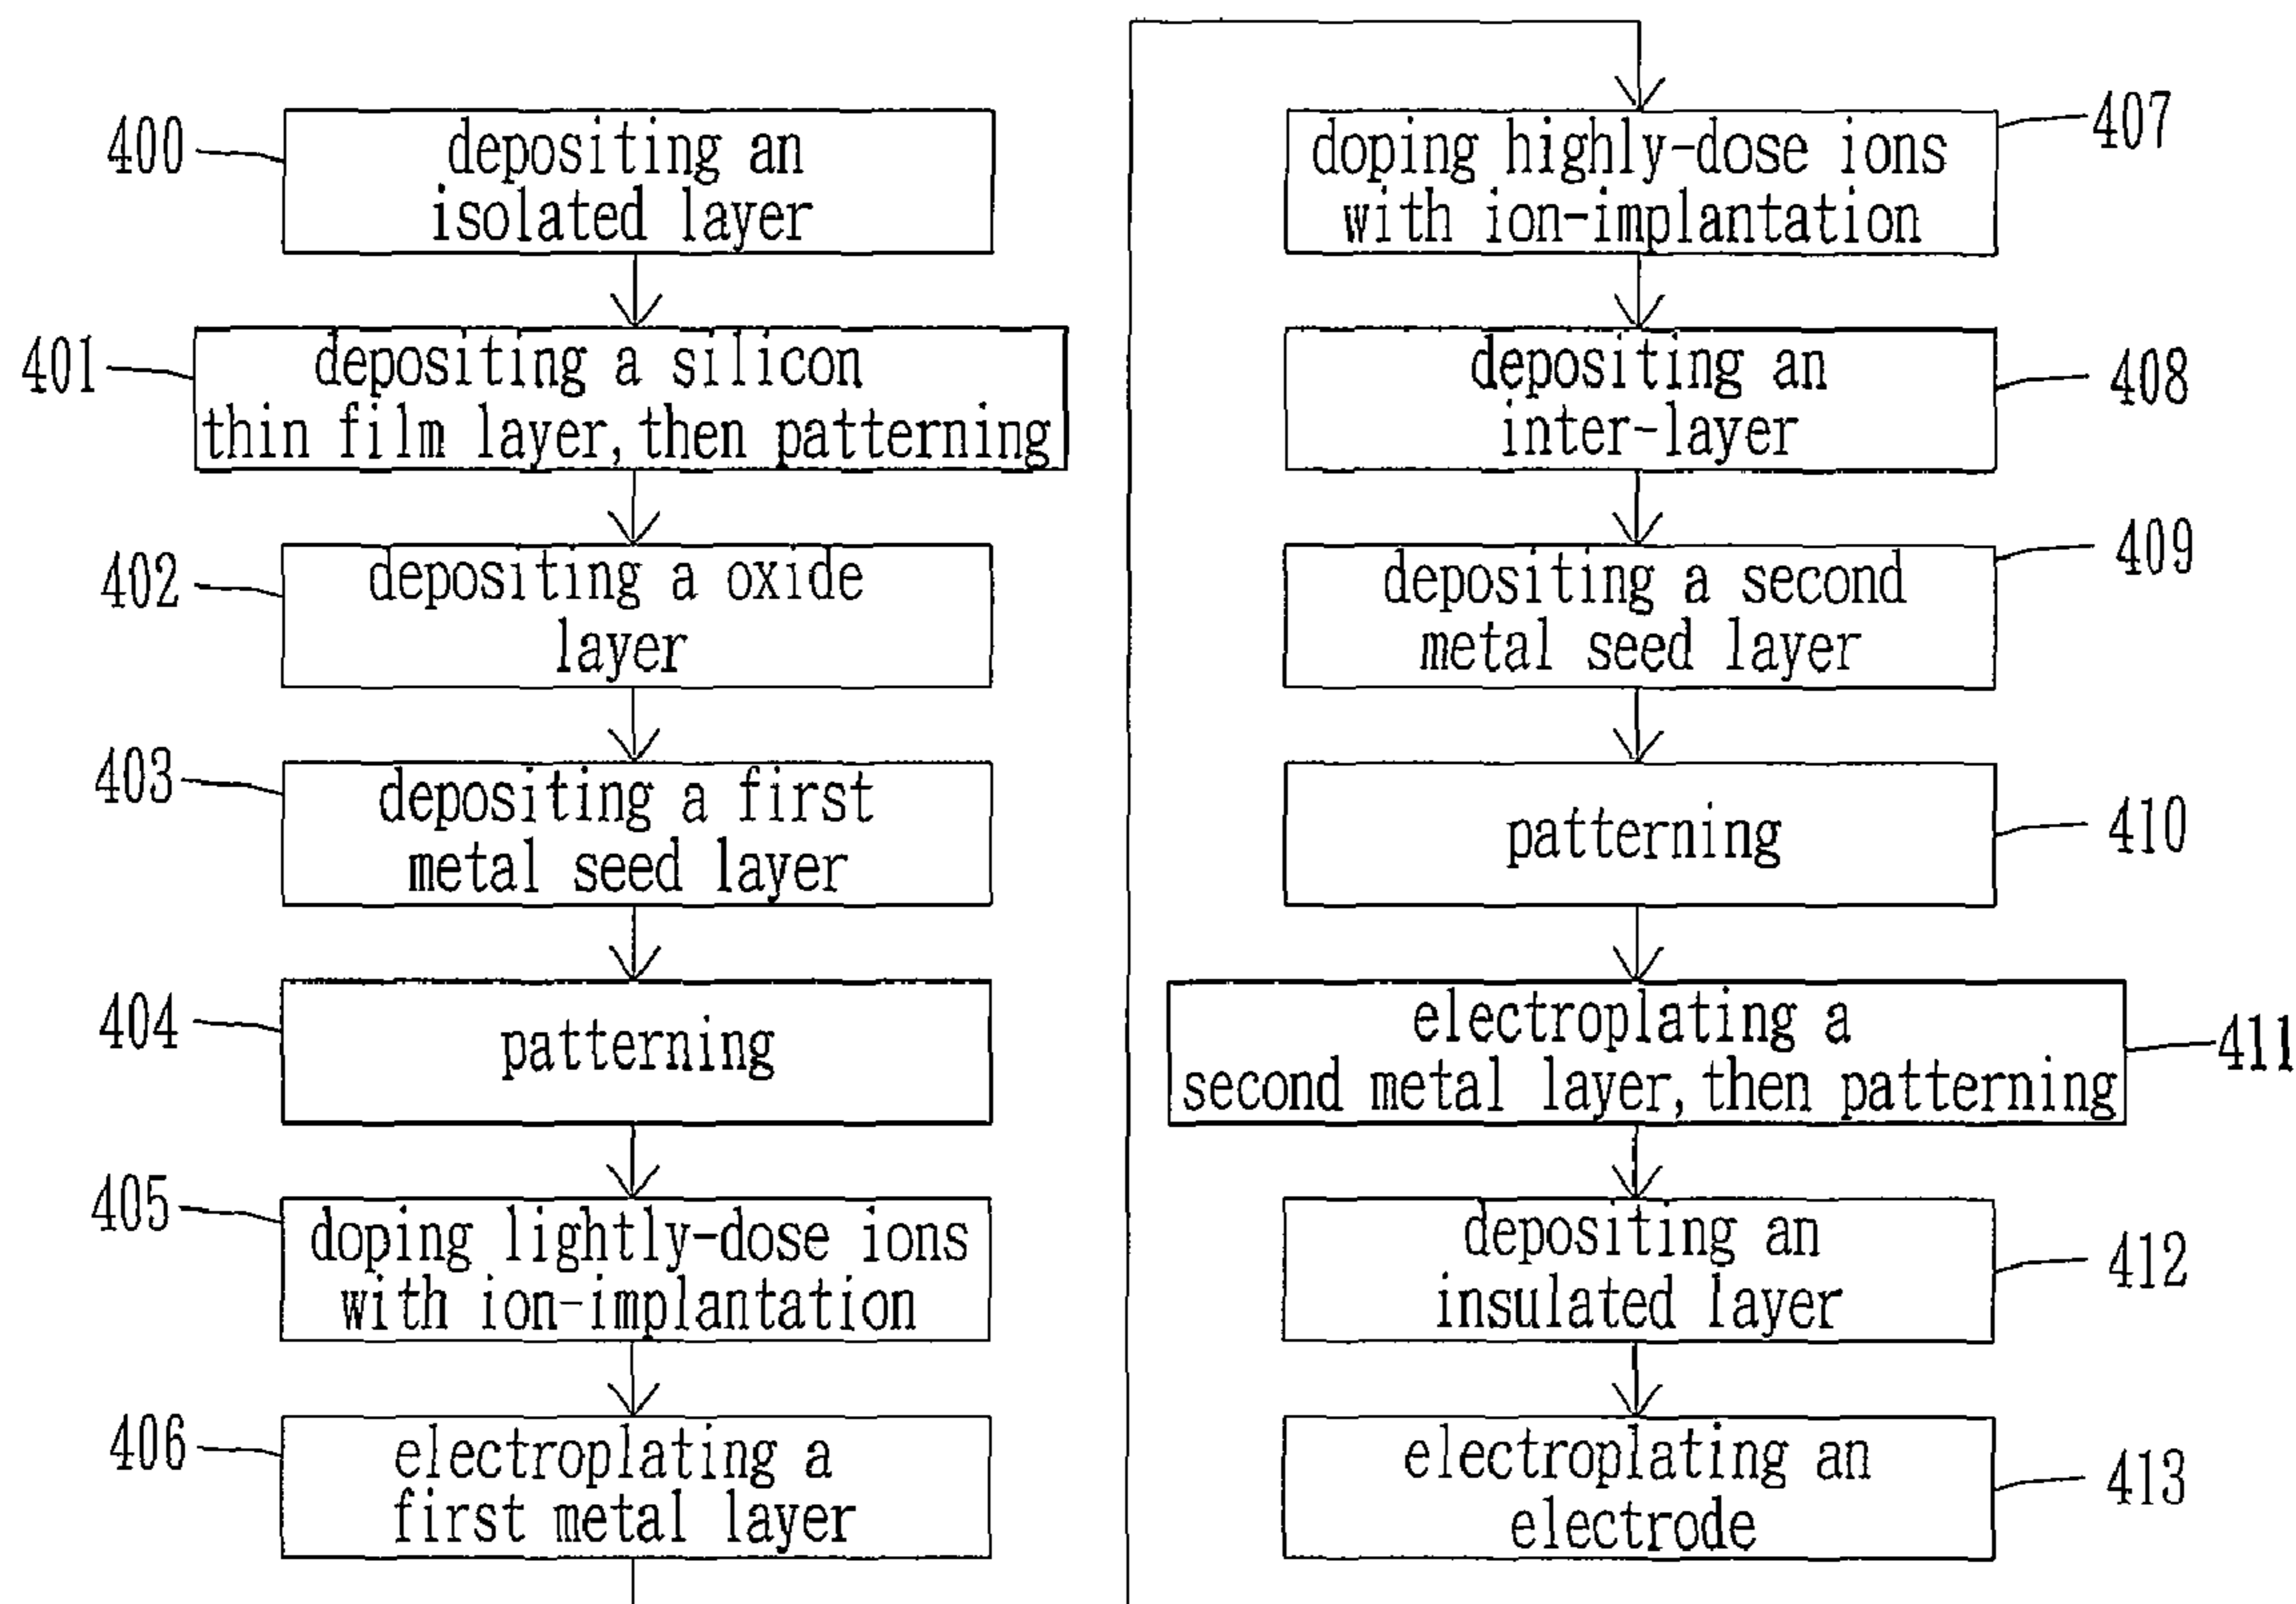 400
depositing an
isolated layer
401
depositing a silicon
thin film layer, then patterning
402
depositing a oxide
layer
403
depositing a first
metal seed layer
404
patterning
405
doping lightly-dose ions
with ion-implantation
406
electroplating a
first metal layer
407
doping highly-dose ions
with ion-implantation
408
depositing an
inter-layer
409
depositing a second
metal seed layer
410
patterning
411
electroplating a
second metal layer, then patterning
412
depositing an
insulated layer
413
electroplating an
electrode